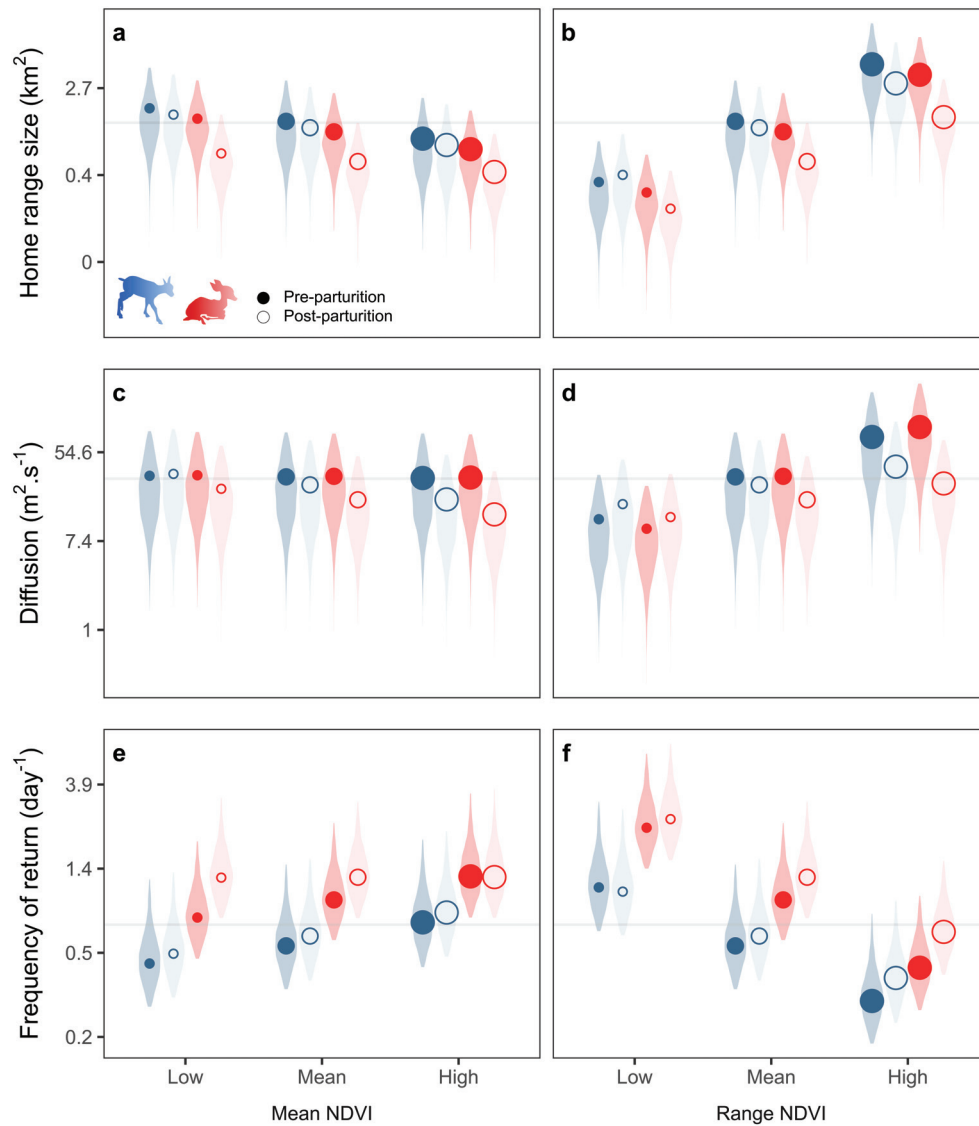 a
b
Home range size (km²)
2.7
0.4
0
Pre-parturition
Post-parturition
c
d
Diffusion (m².s⁻¹)
54.6
7.4
1
e
f
Frequency of return (day⁻¹)
3.9
1.4
0.5
0.2
Low
Mean
High
Low
Mean
High
Mean NDVI
Range NDVI